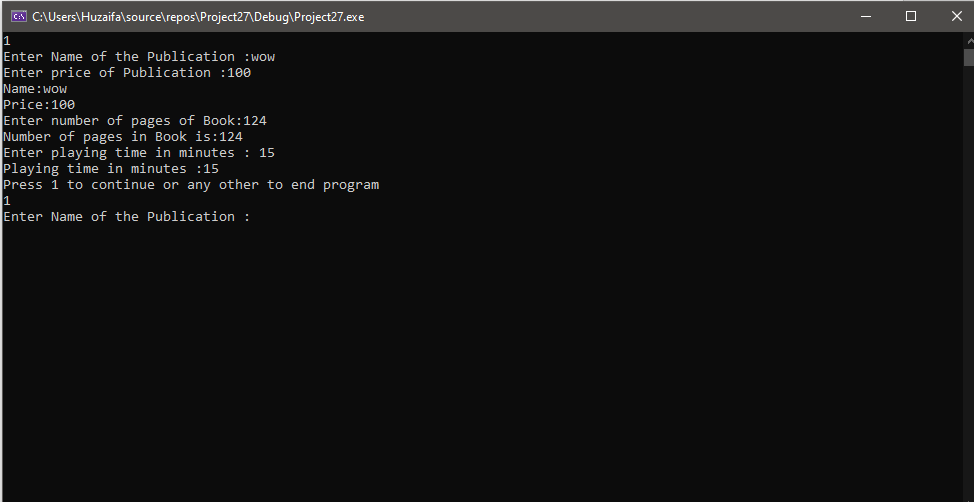 C:\Users\Huzaifa\source\repos\Project27\Debug\Project27.exe
1
Enter Name of the Publication :wow
Enter price of Publication :100
Name:wow
Price:100
Enter number of pages of Book:124
Number of pages in Book is:124
Enter playing time in minutes : 15
Playing time in minutes :15
Press 1 to continue or any other to end program
1
Enter Name of the Publication :